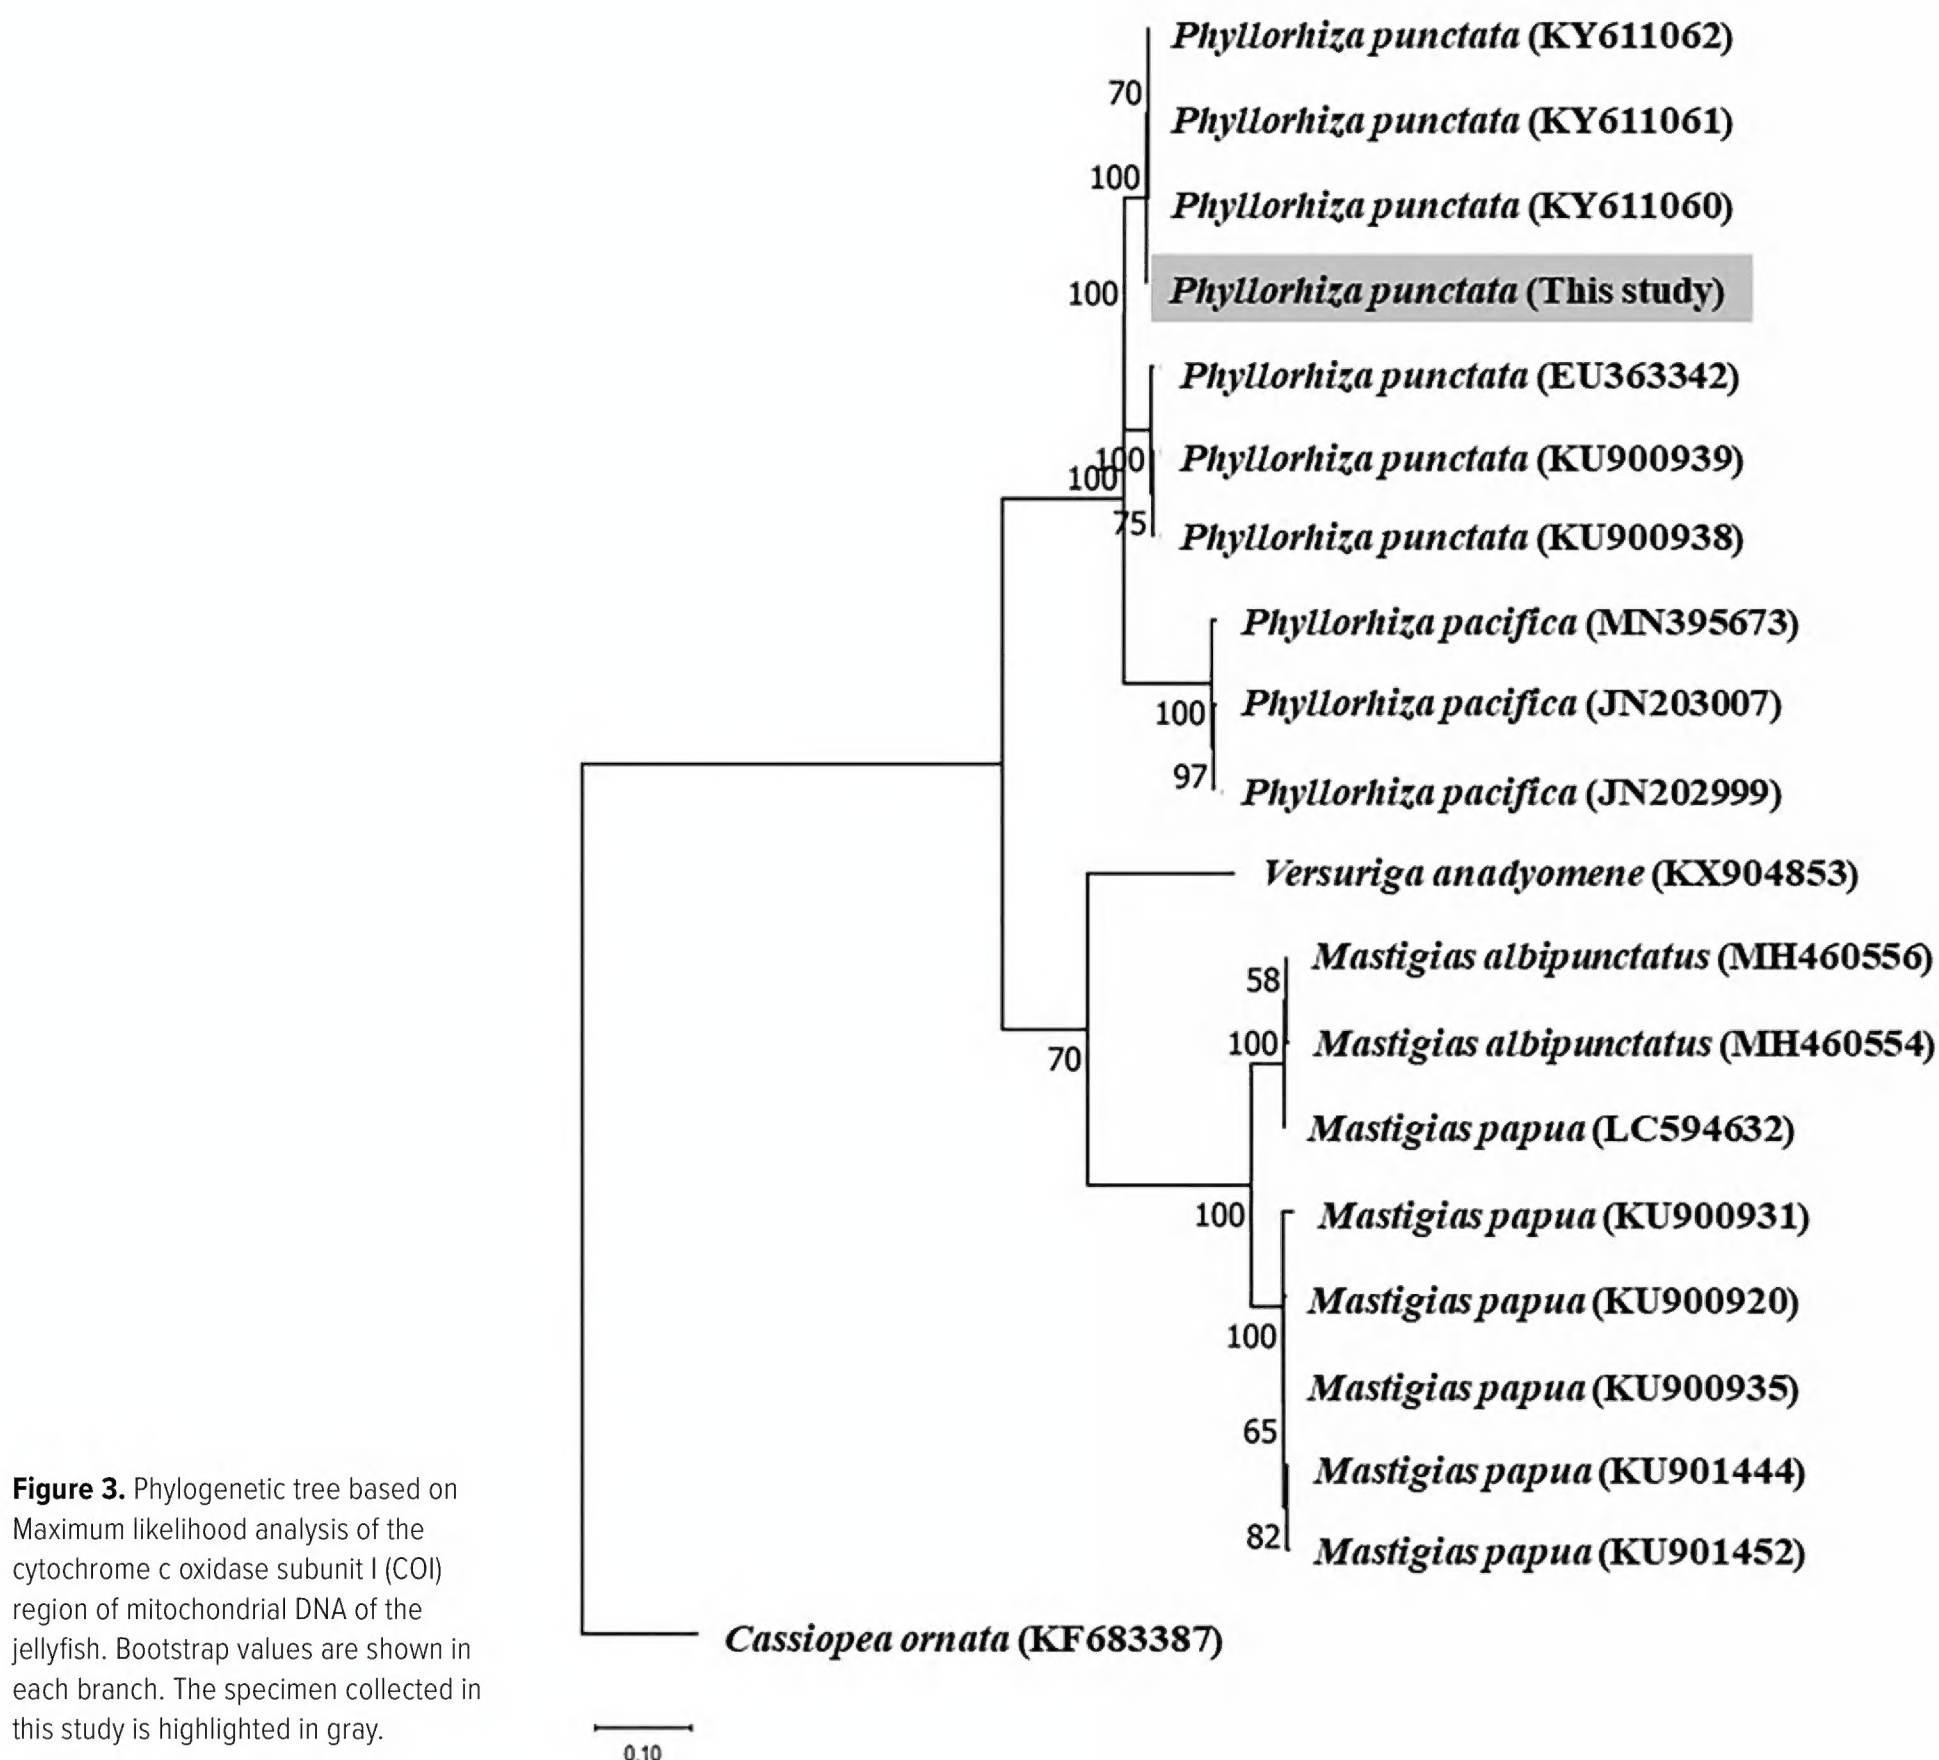 Phyllorhiza punctata (KY611062)
70
Phyllorhiza punctata (KY611061)
100
Phyllorhiza punctata (KY611060)
100
Phyllorhiza punctata (This study)
Phyllorhiza punctata (EU363342)
100
Phyllorhiza punctata (KU900939)
100
75
Phyllorhiza punctata (KU900938)
Phyllorhiza pacifica (MN395673)
100
Phyllorhiza pacifica (JN203007)
97
Phyllorhiza pacifica (JN202999)
Versuriga anadyomene (KX904853)
58
Mastigias albipunctatus (MH460556)
70
100
Mastigias albipunctatus (MH460554)
Mastigias papua (LC594632)
100
Mastigias papua (KU900931)
Mastigias papua (KU900920)
100
Mastigias papua (KU900935)
65
Mastigias papua (KU901444)
82
Mastigias papua (KU901452)
Cassiopea ornata (KF683387)
0.10
Figure 3. Phylogenetic tree based on
Maximum likelihood analysis of the
cytochrome c oxidase subunit I (COI)
region of mitochondrial DNA of the
jellyfish. Bootstrap values are shown in
each branch. The specimen collected in
this study is highlighted in gray.